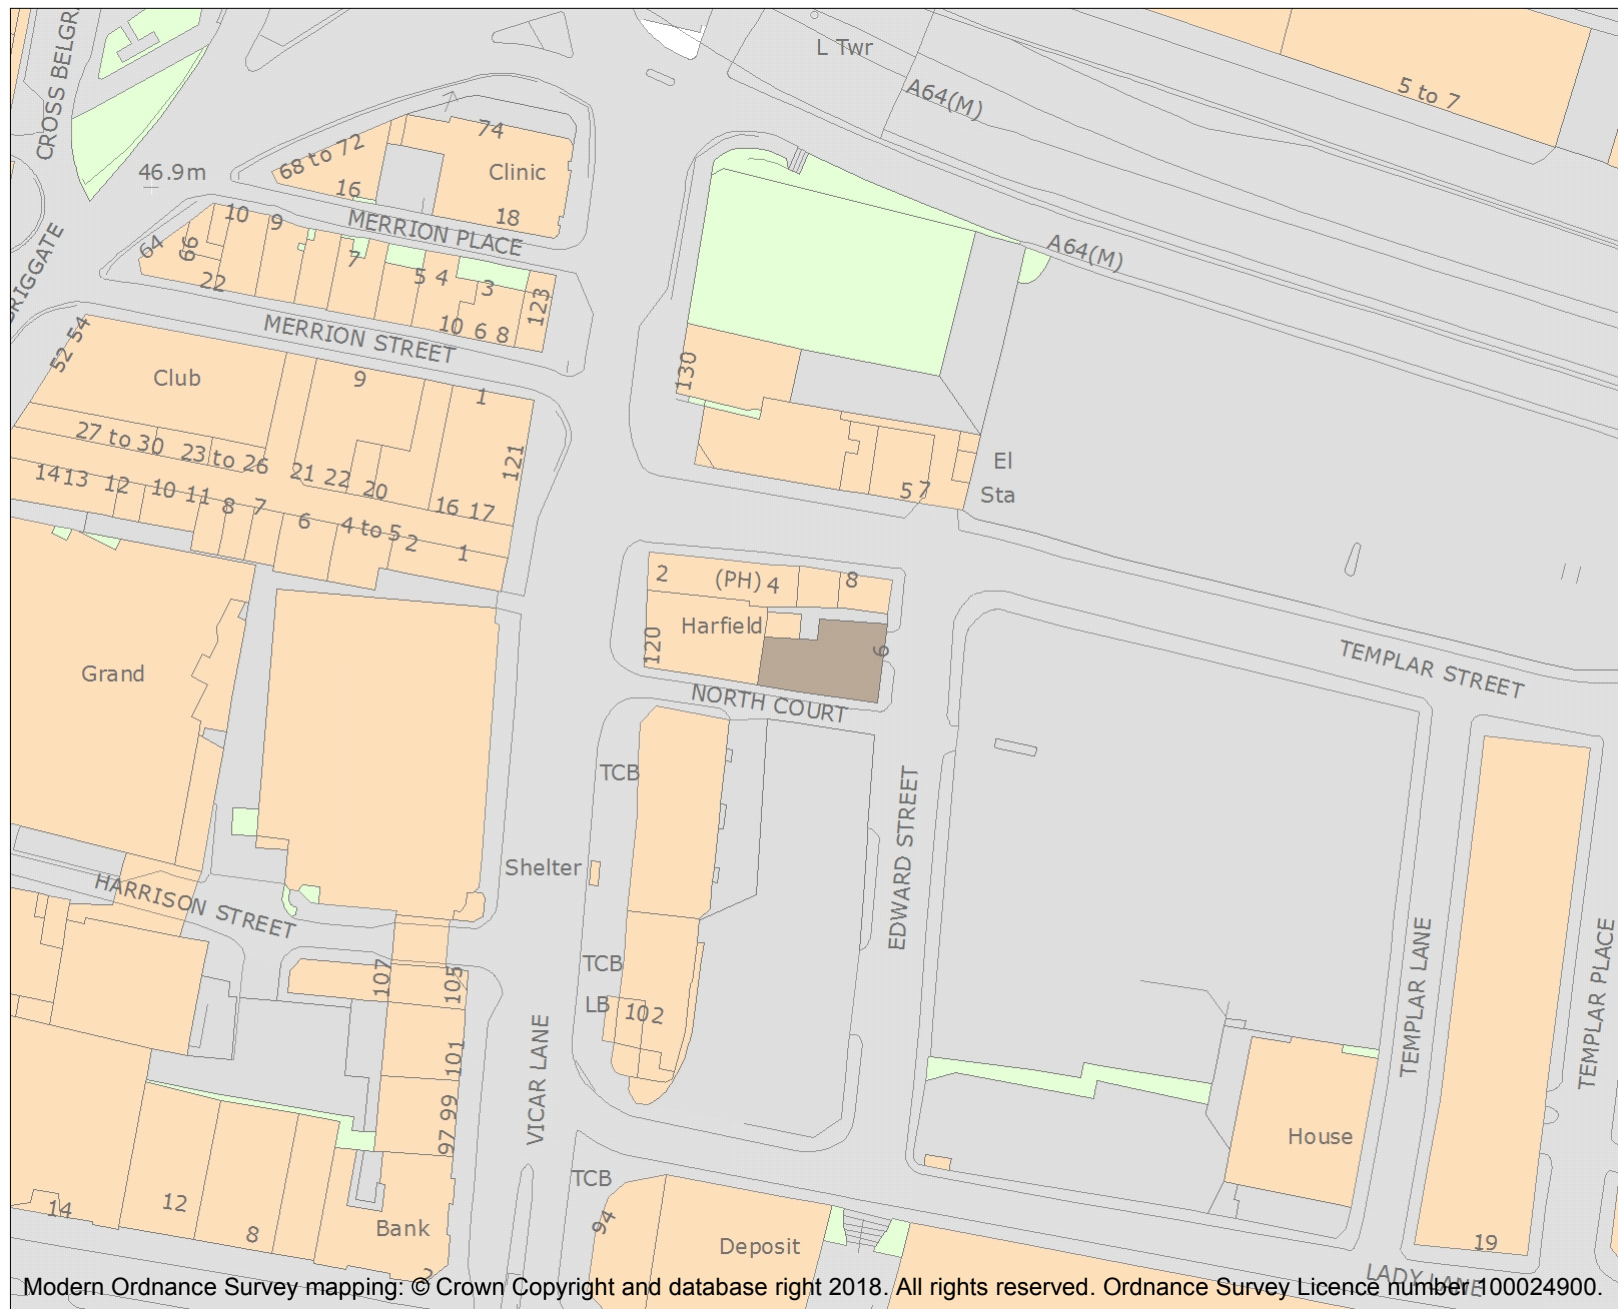 CROSS BELGR
L Twr
A64(M)
5 to 7
74
68 to 72
Clinic
46.9m
16
18
MERRION PLACE
10
9
64
66
7
5
4
3
22
123
10
6
8
A64(M)
BRIGGATE
MERRION STREET
52 54
130
Club
9
1
27 to 30
23 to 26
21
22
20
121
16
17
El
Sta
5
7
14
13
12
10
11
8
7
6
4 to 5
2
1
2
(PH)
4
8
Harfield
120
6
Grand
TEMPLAR STREET
NORTH COURT
TCB
EDWARD STREET
Shelter
HARRISON STREET
107
105
TCB
LB
102
TEMPLAR LANE
TEMPLAR PLACE
101
VICAR LANE
99
97
House
TCB
14
12
8
Bank
94
Deposit
19
2
LADY LANE
Modern Ordnance Survey mapping: © Crown Copyright and database right 2018. All rights reserved. Ordnance Survey Licence number 100024900.